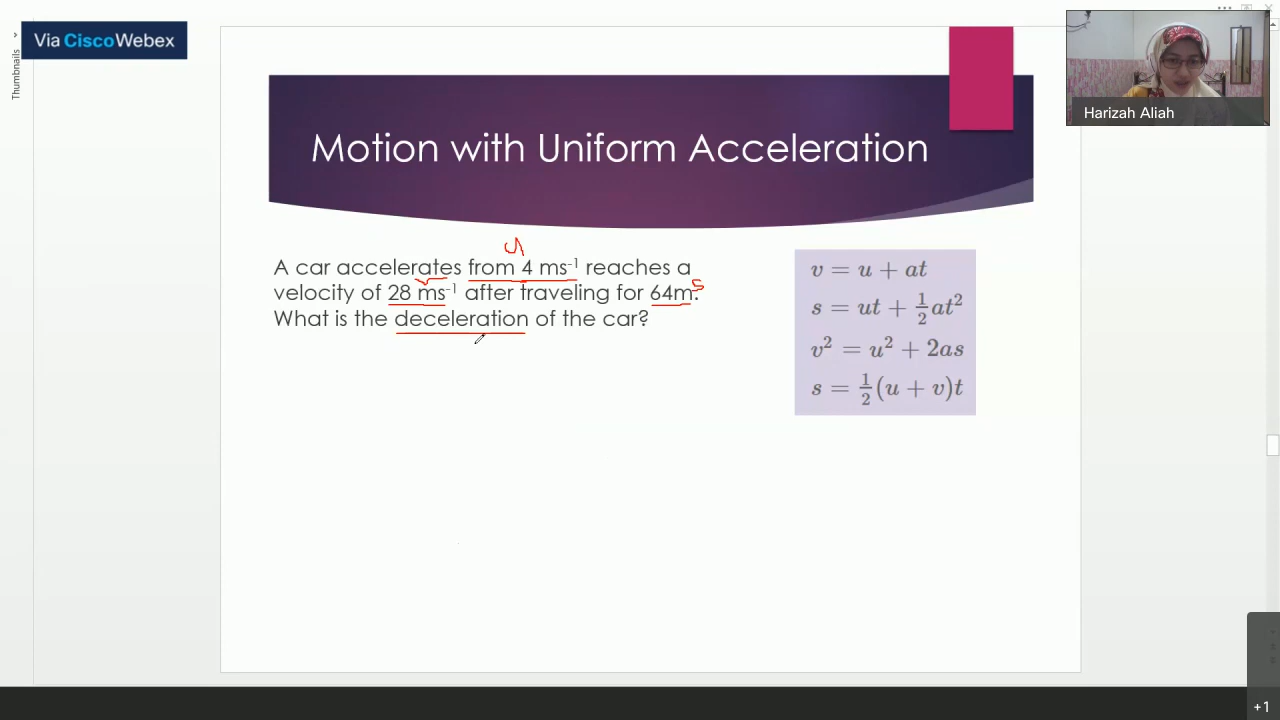 Thumbnails
Via Cisco Webex
Harizah Aliah
Motion with Uniform Acceleration
u
A car accelerates from 4 ms⁻¹ reaches a
v
s
velocity of 28 ms⁻¹ after traveling for 64m.
What is the deceleration of the car?
v = u + at
s = ut + ½at²
v² = u² + 2as
s = ½(u + v)t
+1